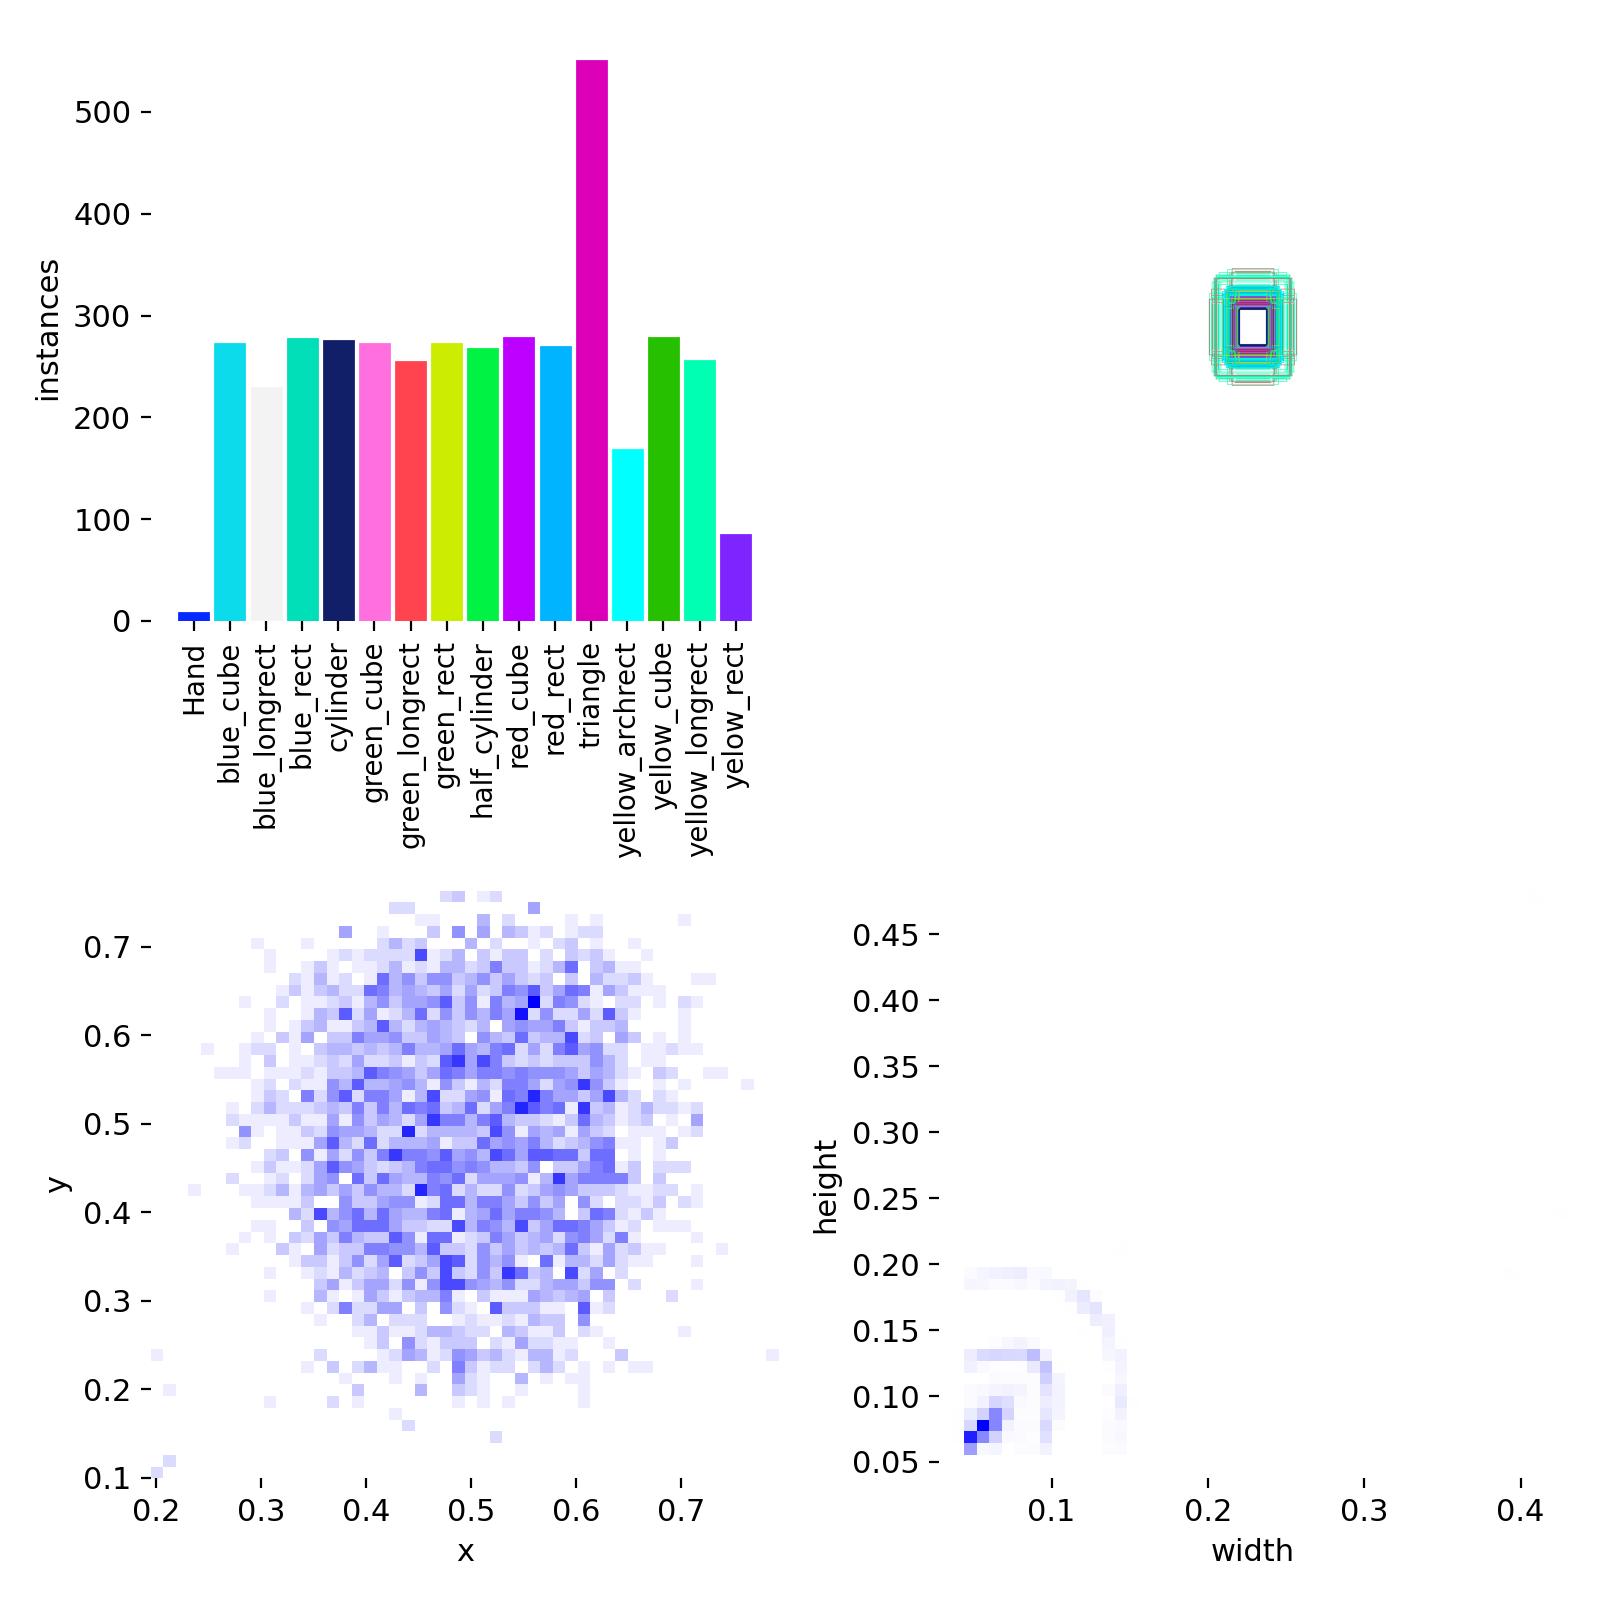 500
400
300
200
100
0
instances
Hand
blue_cube
blue_longrect
blue_rect
cylinder
green_cube
green_longrect
green_rect
half_cylinder
red_cube
red_rect
triangle
yellow_archrect
yellow_cube
yellow_longrect
yelow_rect
0.7
0.6
0.5
0.4
0.3
0.2
0.1
y
0.2 0.3 0.4 0.5 0.6 0.7
x
0.45
0.40
0.35
0.30
0.25
0.20
0.15
0.10
0.05
height
0.1 0.2 0.3 0.4
width